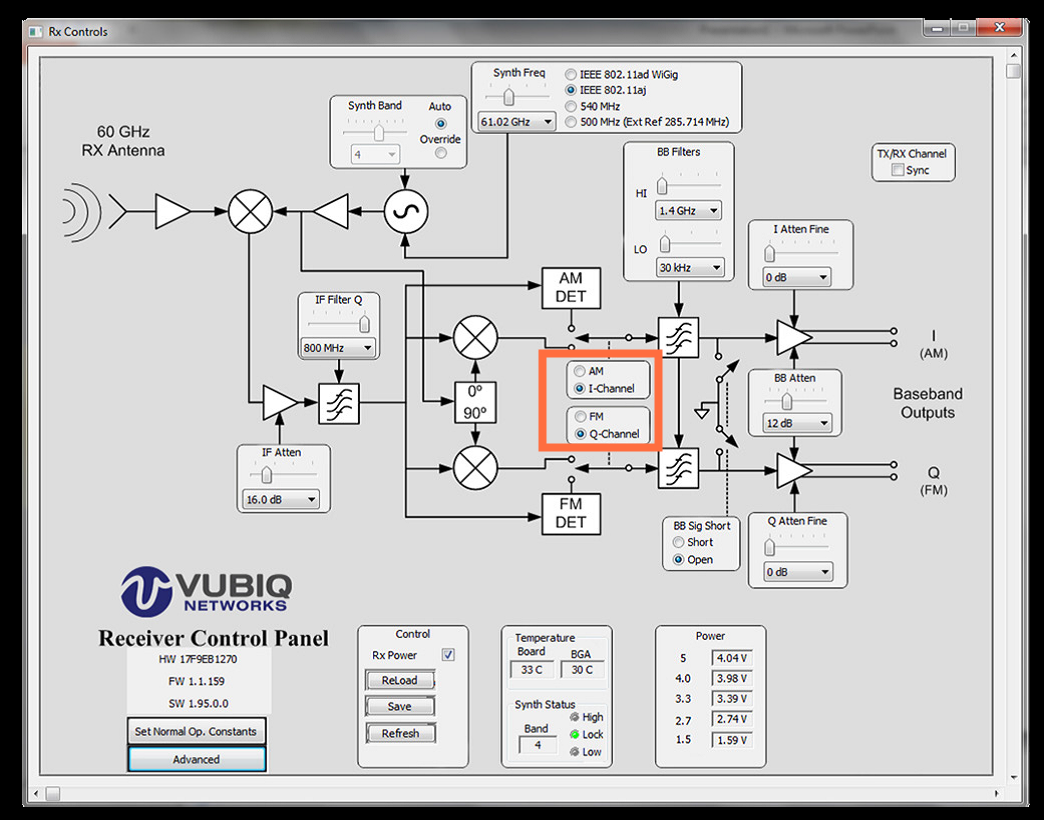 Rx Controls
Synth Freq
IEEE 802.11ad WiGig
IEEE 802.11aj
540 MHz
61.02 GHz
500 MHz (Ext Ref 285.714 MHz)
Synth Band
Auto
Override
4
60 GHz
RX Antenna
BB Filters
HI
1.4 GHz
LO
30 kHz
TX/RX Channel
Sync
I Atten Fine
0 dB
AM
DET
IF Filter Q
800 MHz
I
(AM)
AM
I-Channel
0º
90º
FM
Q-Channel
BB Atten
12 dB
Baseband
Outputs
IF Atten
16.0 dB
Q
(FM)
FM
DET
BB Sig Short
Short
Open
Q Atten Fine
0 dB
VUBIQ
NETWORKS
Receiver Control Panel
HW 17F9EB1270
FW 1.1.159
SW 1.95.0.0
Set Normal Op. Constants
Advanced
Control
Rx Power
ReLoad
Save
Refresh
Temperature
Board
BGA
33 C
30 C
Synth Status
High
Band
Lock
4
Low
Power
5 4.04 V
4.0 3.98 V
3.3 3.39 V
2.7 2.74 V
1.5 1.59 V